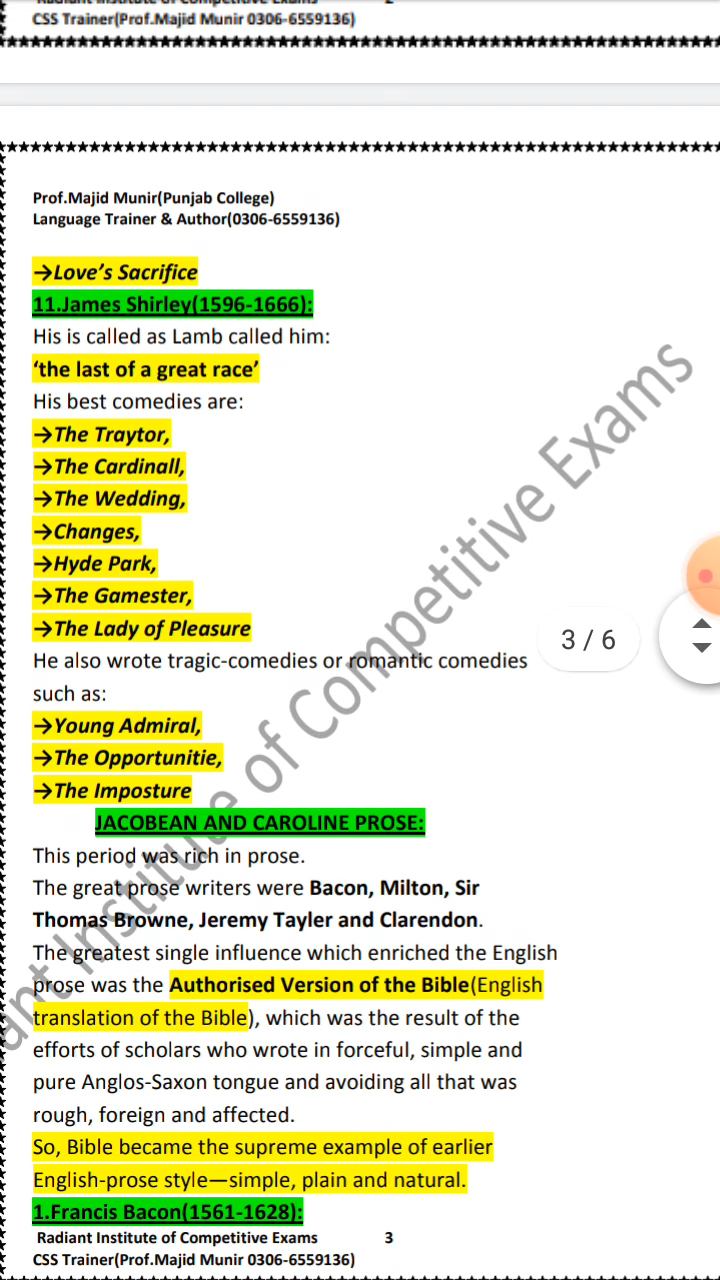 CSS Trainer(Prof.Majid Munir 0306-6559136)
Prof.Majid Munir(Punjab College)
Language Trainer & Author(0306-6559136)
→Love’s Sacrifice
11.James Shirley(1596-1666):
His is called as Lamb called him:
‘the last of a great race’
His best comedies are:
→The Traytor,
→The Cardinall,
→The Wedding,
→Changes,
→Hyde Park,
→The Gamester,
→The Lady of Pleasure
3 / 6
He also wrote tragic-comedies or romantic comedies
such as:
→Young Admiral,
→The Opportunitie,
→The Imposture
JACOBEAN AND CAROLINE PROSE:
This period was rich in prose.
The great prose writers were Bacon, Milton, Sir
Thomas Browne, Jeremy Tayler and Clarendon.
The greatest single influence which enriched the English
prose was the Authorised Version of the Bible(English
translation of the Bible), which was the result of the
efforts of scholars who wrote in forceful, simple and
pure Anglos-Saxon tongue and avoiding all that was
rough, foreign and affected.
So, Bible became the supreme example of earlier
English-prose style—simple, plain and natural.
1.Francis Bacon(1561-1628):
Radiant Institute of Competitive Exams 3
CSS Trainer(Prof.Majid Munir 0306-6559136)
Institute of Competitive Exams